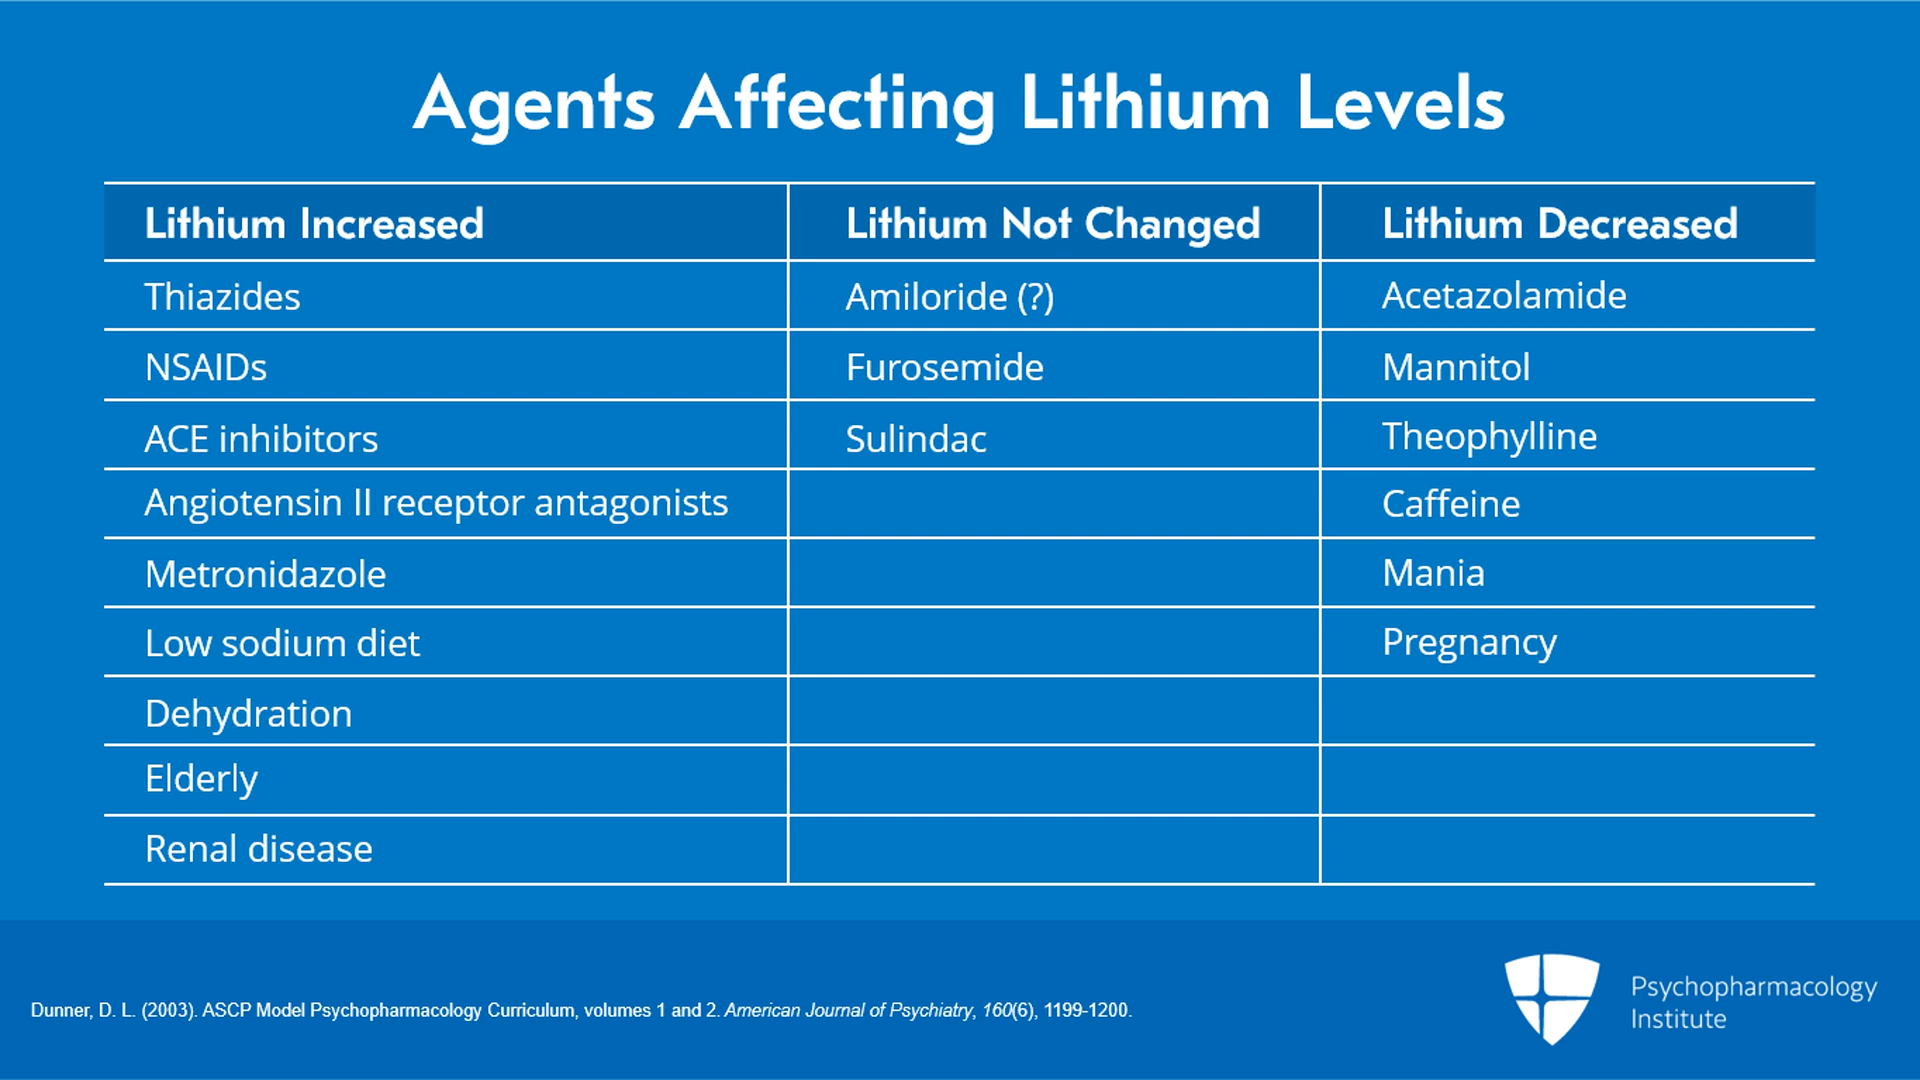 Agents Affecting Lithium Levels
Lithium Increased Lithium Not Changed Lithium Decreased
Thiazides Amiloride (?) Acetazolamide
NSAIDs Furosemide Mannitol
ACE inhibitors Sulindac Theophylline
Angiotensin II receptor antagonists Caffeine
Metronidazole Mania
Low sodium diet Pregnancy
Dehydration
Elderly
Renal disease
Dunner, D. L. (2003). ASCP Model Psychopharmacology Curriculum, volumes 1 and 2. American Journal of Psychiatry, 160(6), 1199-1200.
Psychopharmacology
Institute